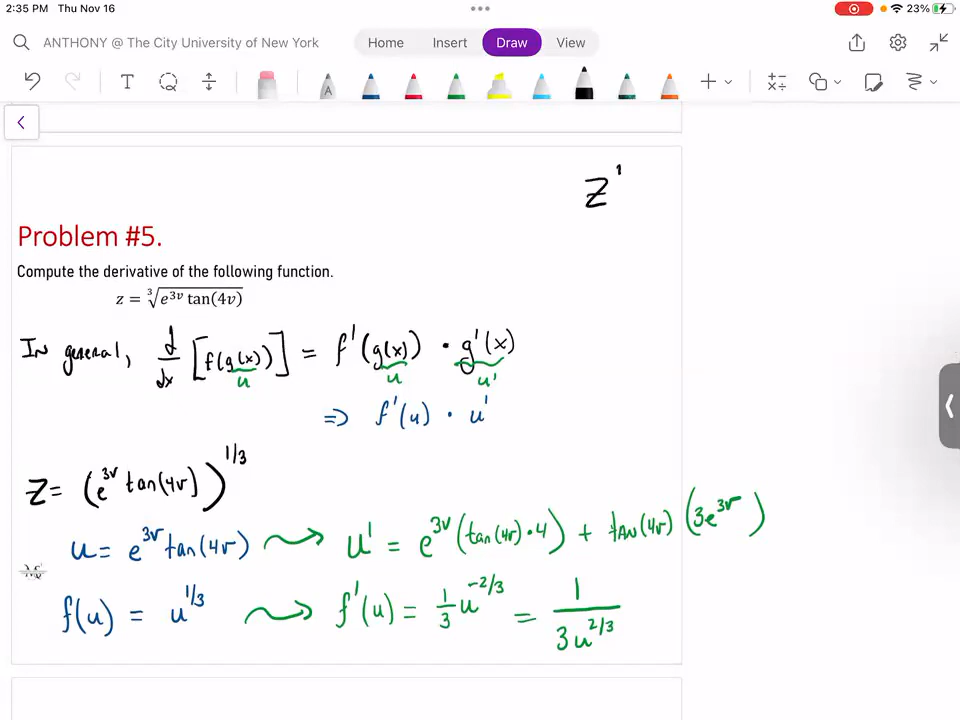 2:35 PM Thu Nov 16 23%
ANTHONY @ The City University of New York Home Insert Draw View
T A
z'
Problem #5.
Compute the derivative of the following function.
z = ∛(e^{3v} tan(4v))
In general, d/dx [f(g(x))] = f'(g(x)) · g'(x)
u u u'
⇒ f'(u) · u'
z = (e^{3v} tan(4v))^{1/3}
u = e^{3v} tan(4v) ⟿ u' = e^{3v} (tan(4v)·4) + tan(4v) (3e^{3v})
f(u) = u^{1/3} ⟿ f'(u) = 1/3 u^{-2/3} = 1/(3u^{2/3})